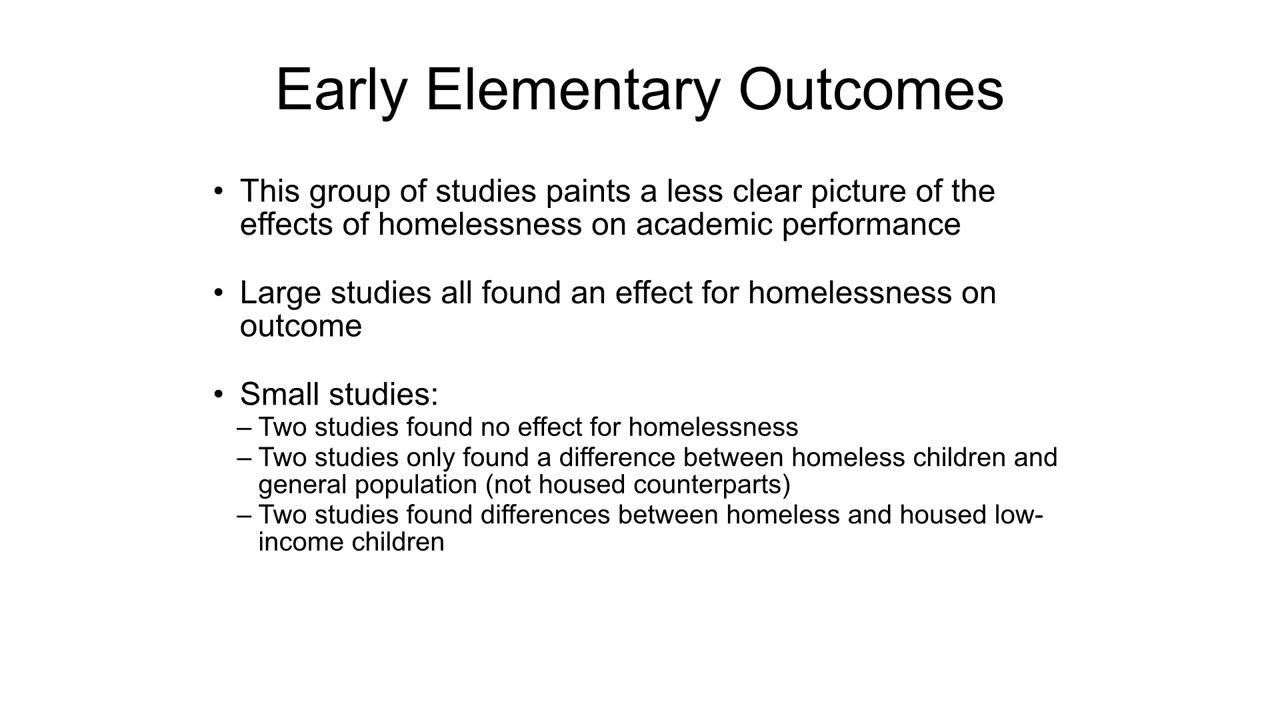 Early Elementary Outcomes
• This group of studies paints a less clear picture of the
effects of homelessness on academic performance
• Large studies all found an effect for homelessness on
outcome
• Small studies:
– Two studies found no effect for homelessness
– Two studies only found a difference between homeless children and
general population (not housed counterparts)
– Two studies found differences between homeless and housed low-
income children